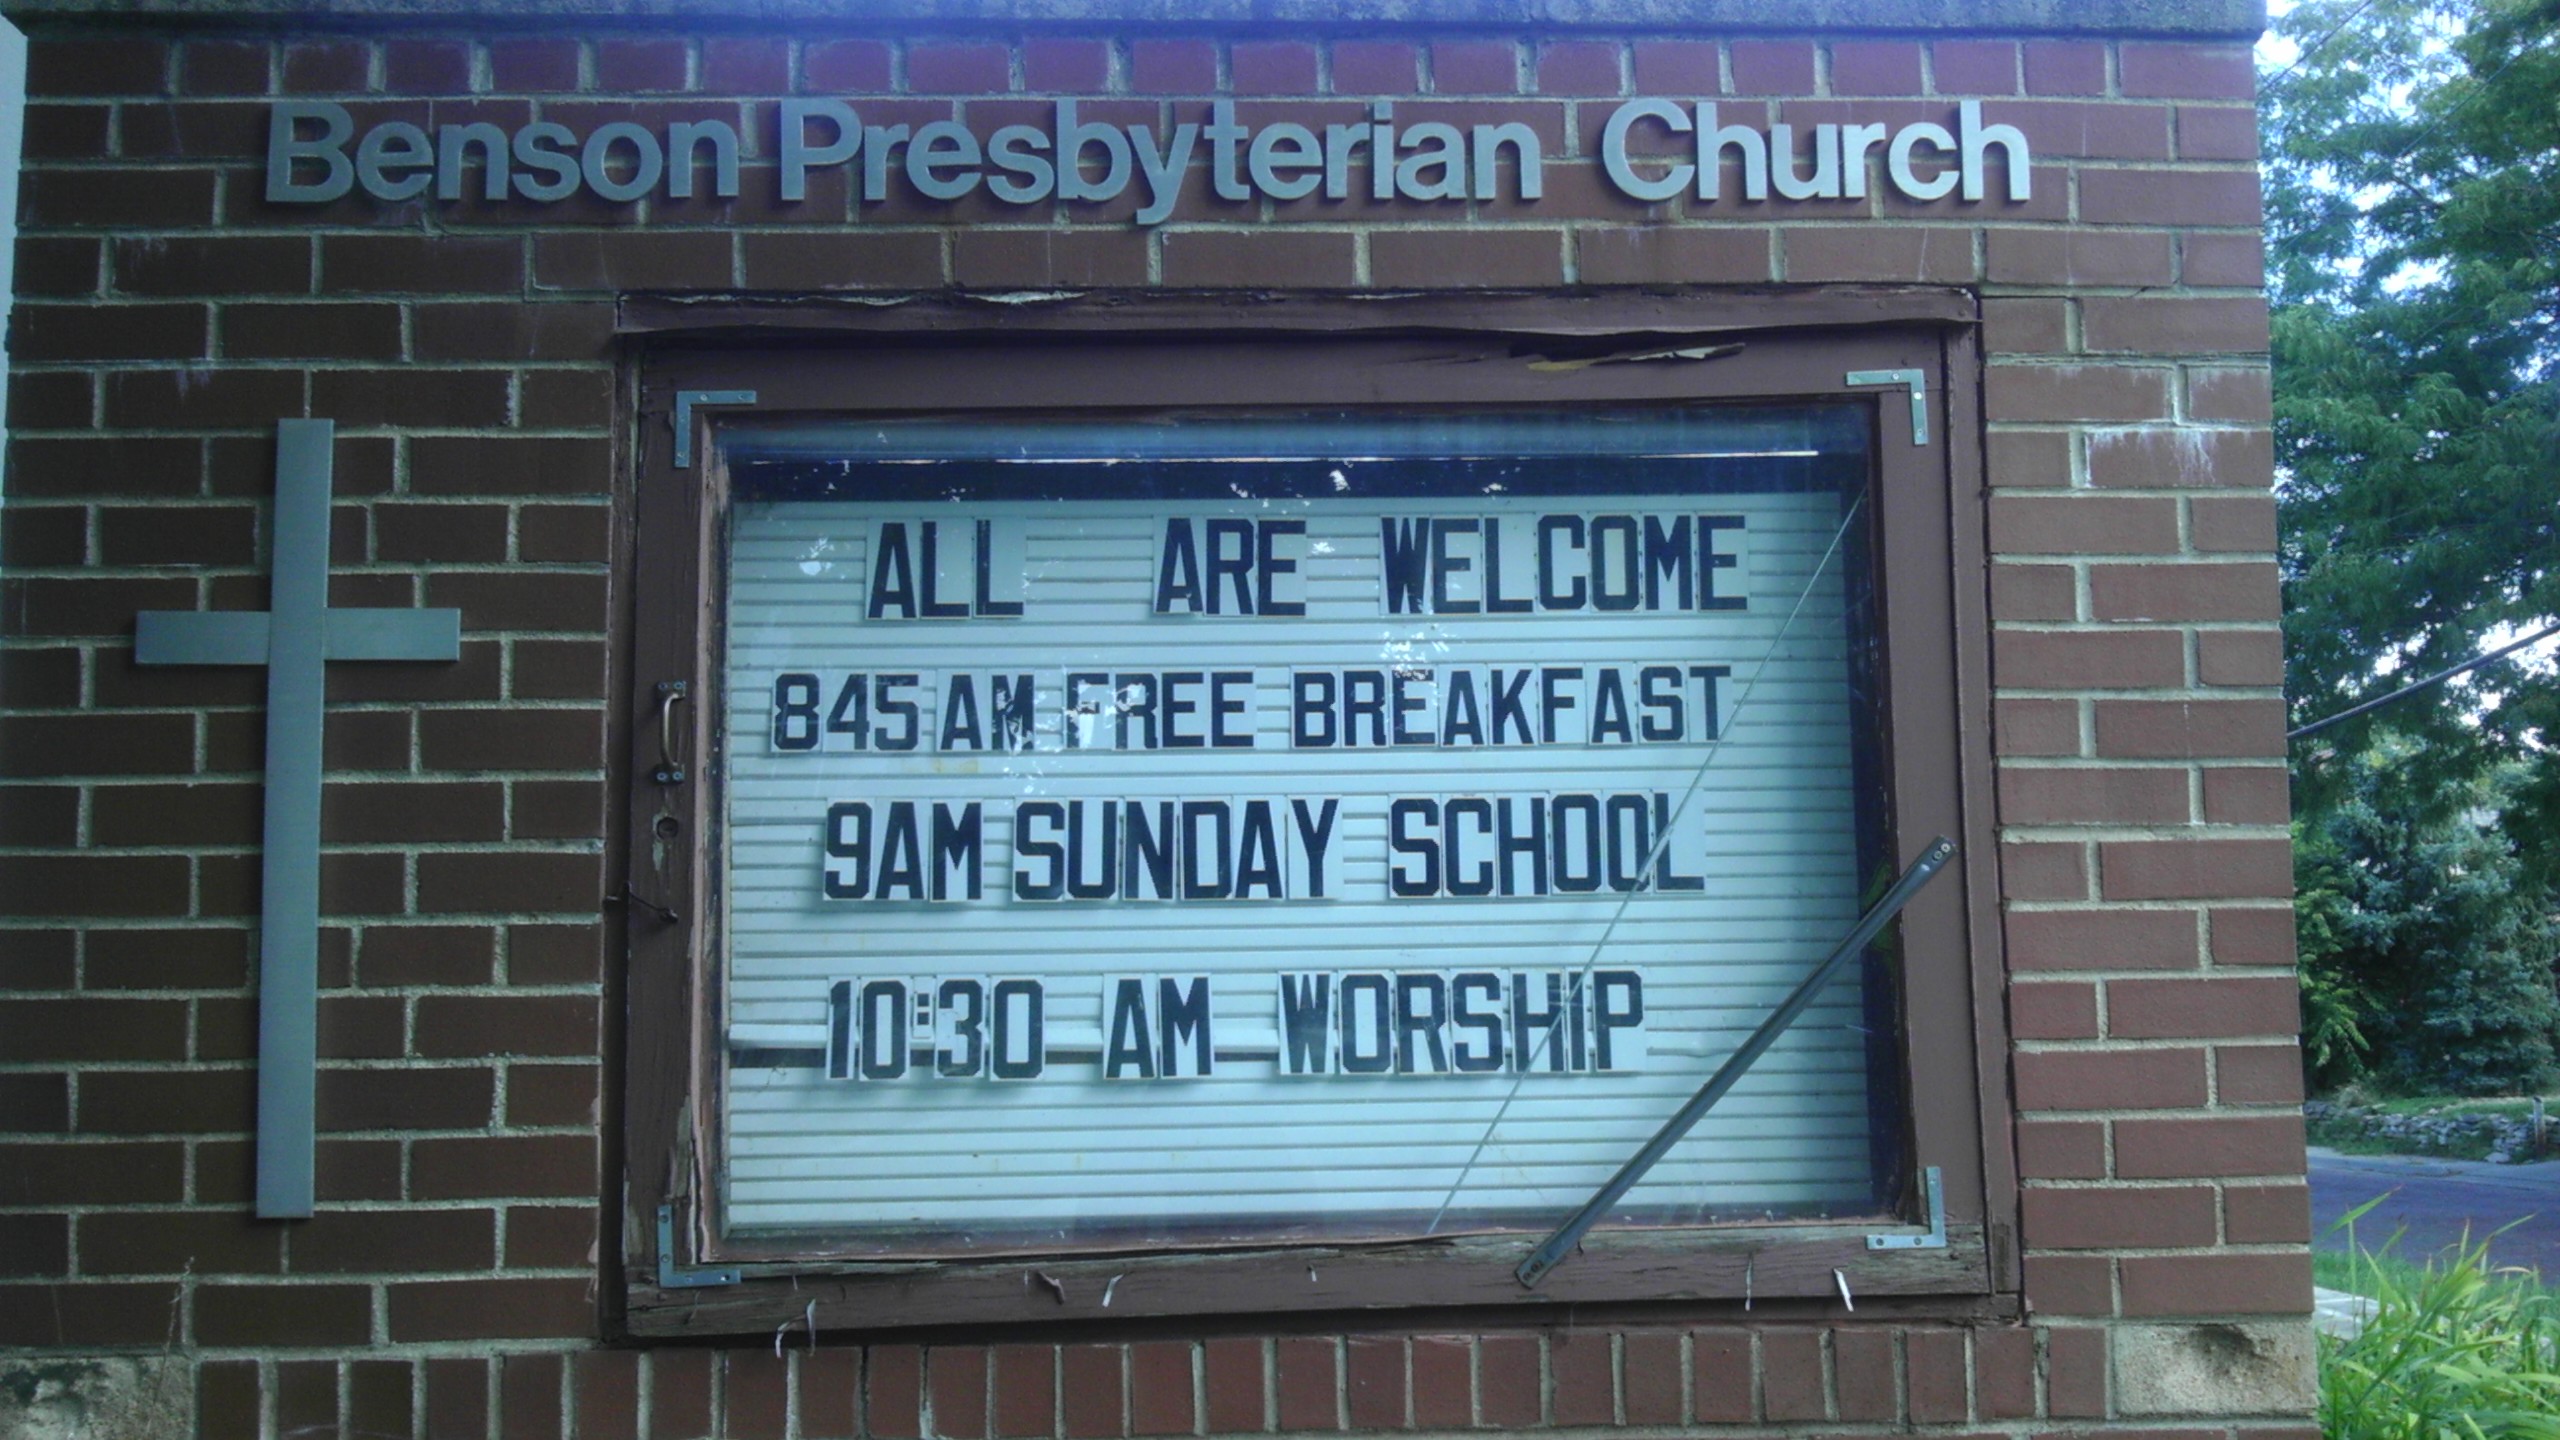 Benson Presbyterian Church
ALL ARE WELCOME
845 AM FREE BREAKFAST
9AM SUNDAY SCHOOL
10:30 AM WORSHIP